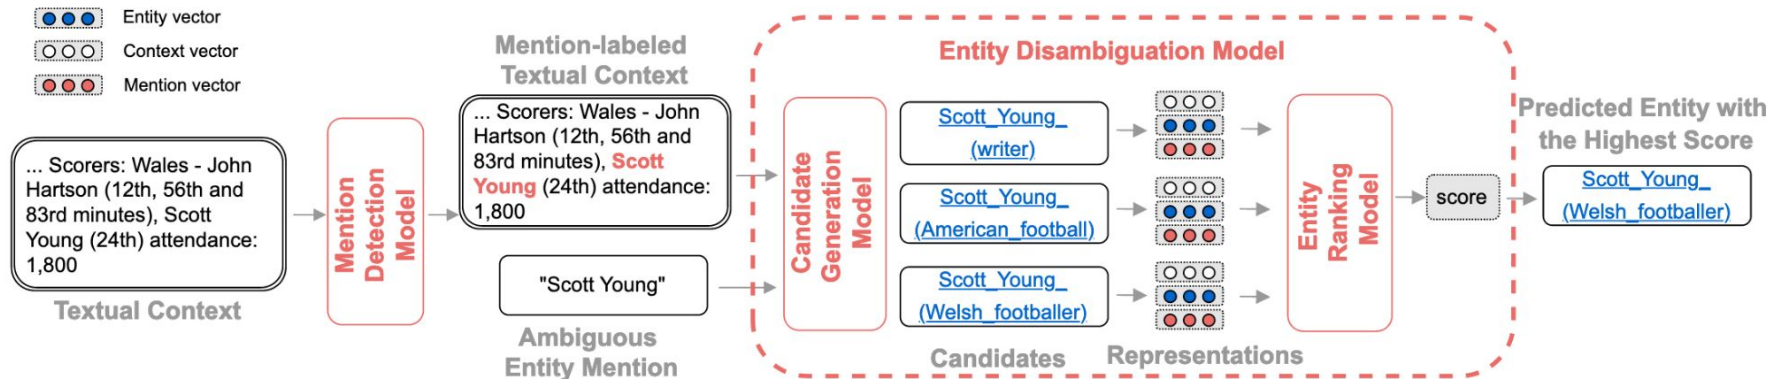 Entity vector
Context vector
Mention vector
... Scorers: Wales - John
Hartson (12th, 56th and
83rd minutes), Scott
Young (24th) attendance:
1,800
Textual Context
Mention
Detection
Model
Mention-labeled
Textual Context
... Scorers: Wales - John
Hartson (12th, 56th and
83rd minutes), Scott
Young (24th) attendance:
1,800
"Scott Young"
Ambiguous
Entity Mention
Entity Disambiguation Model
Candidate
Generation
Model
Scott_Young_
(writer)
Scott_Young_
(American_football)
Scott_Young_
(Welsh_footballer)
Candidates
Representations
Entity
Ranking
Model
score
Predicted Entity with
the Highest Score
Scott_Young_
(Welsh_footballer)